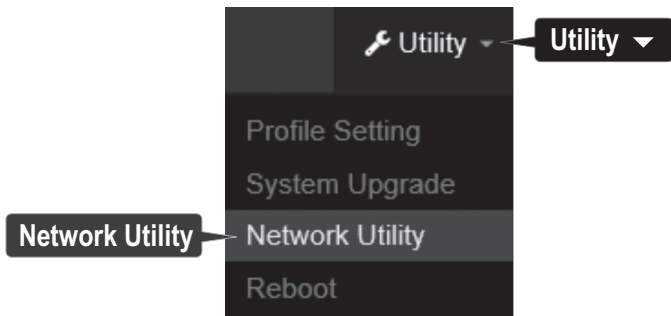 Utility
Utility
Profile Setting
System Upgrade
Network Utility
Network Utility
Reboot